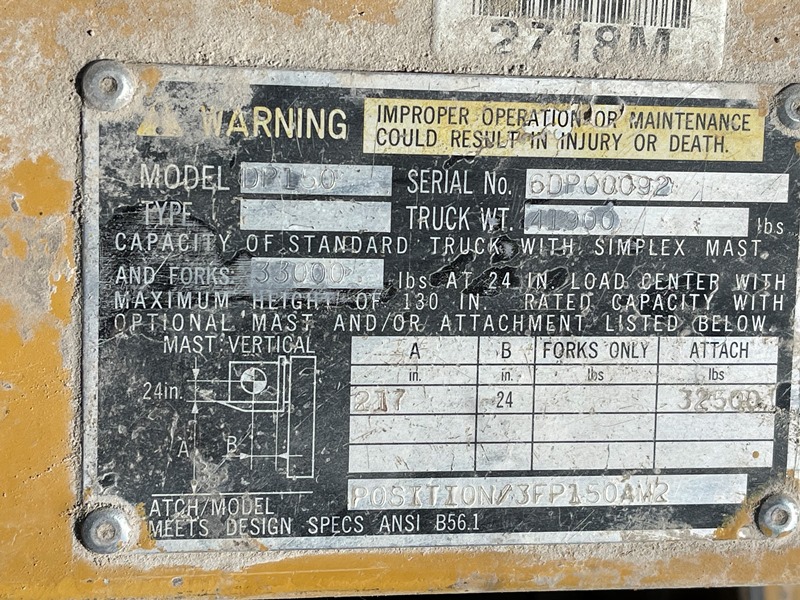 2718M
WARNING IMPROPER OPERATION OR MAINTENANCE
COULD RESULT IN INJURY OR DEATH.
MODEL DP150 SERIAL No. 6DP00092
TYPE TRUCK WT. 41900 lbs
CAPACITY OF STANDARD TRUCK WITH SIMPLEX MAST
AND FORKS 33000 lbs AT 24 IN. LOAD CENTER WITH
MAXIMUM HEIGHT OF 130 IN. RATED CAPACITY WITH
OPTIONAL MAST AND/OR ATTACHMENT LISTED BELOW.
MAST VERTICAL A B FORKS ONLY ATTACH
in. in. lbs lbs
24in. 217 24 32500
A B
POSITION/3FP150AM2
ATCH/MODEL
MEETS DESIGN SPECS ANSI B56.1